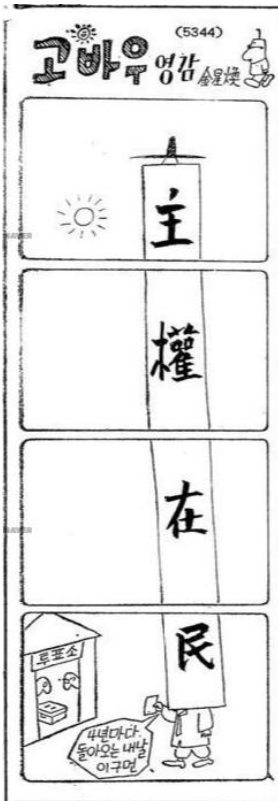 (5344)
고바우 영감 金星煥
主
權
在
民
투표소
4년마다
돌아오는 내날
이구먼